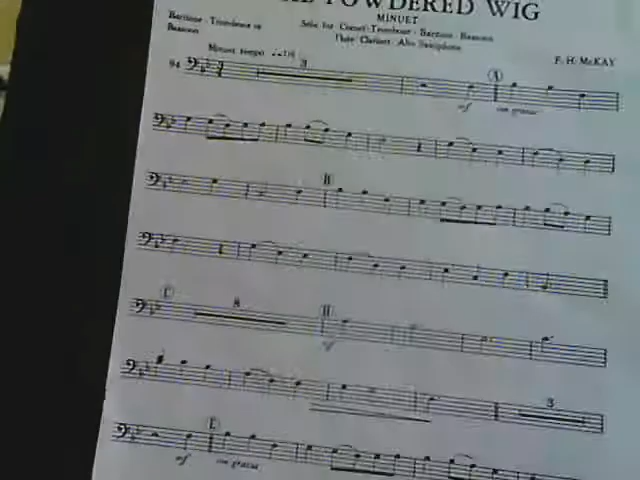 POWDERED WIG
MINUET
Baritone - Trombone or
Bassoon
Solo for Cornet - Trombone - Baritone - Bassoon
Flute - Clarinet - Alto Saxophone
F. H. McKAY
Minuet tempo
3
A
mf con grazia
B
8
mf
3
E
mf con grazia